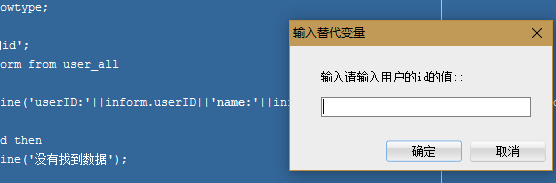 owtype;
id';
orm from user_all
ine('userID:'||inform.userID||'name:'||in
d then
ine('没有找到数据');
输入替代变量
输入请输入用户的id的值::
确定
取消